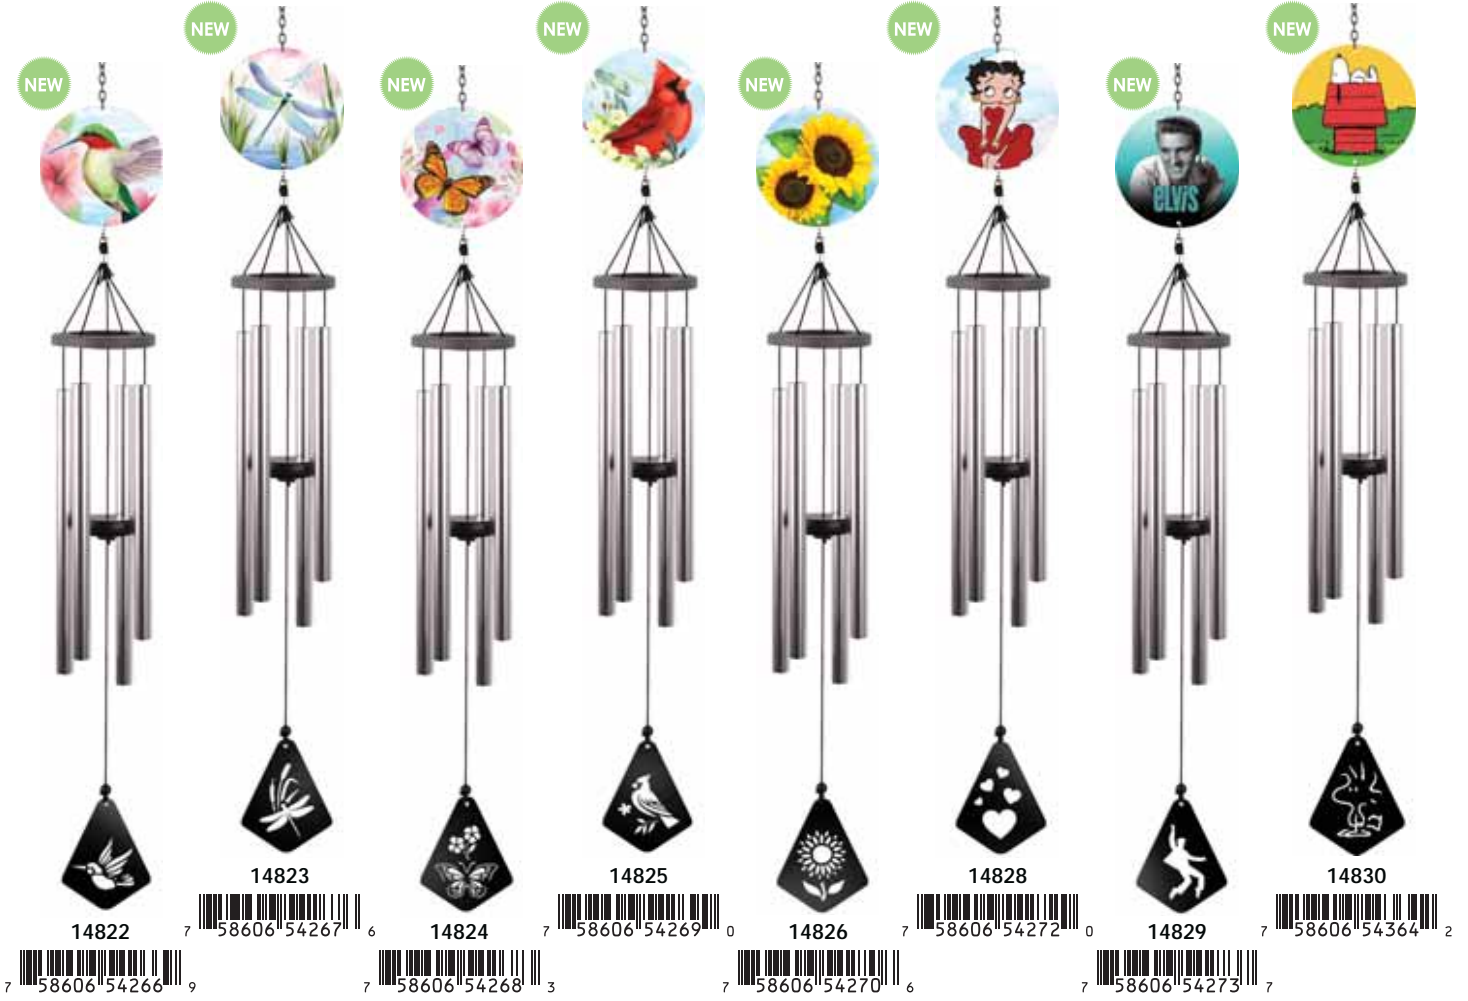 NEW
NEW
NEW
NEW
NEW
NEW
NEW
NEW
ELVIS
14822
7 58606 54266 9
14823
7 58606 54267 6
14824
7 58606 54268 3
14825
7 58606 54269 0
14826
7 58606 54270 6
14828
7 58606 54272 0
14829
7 58606 54273 7
14830
7 58606 54364 2